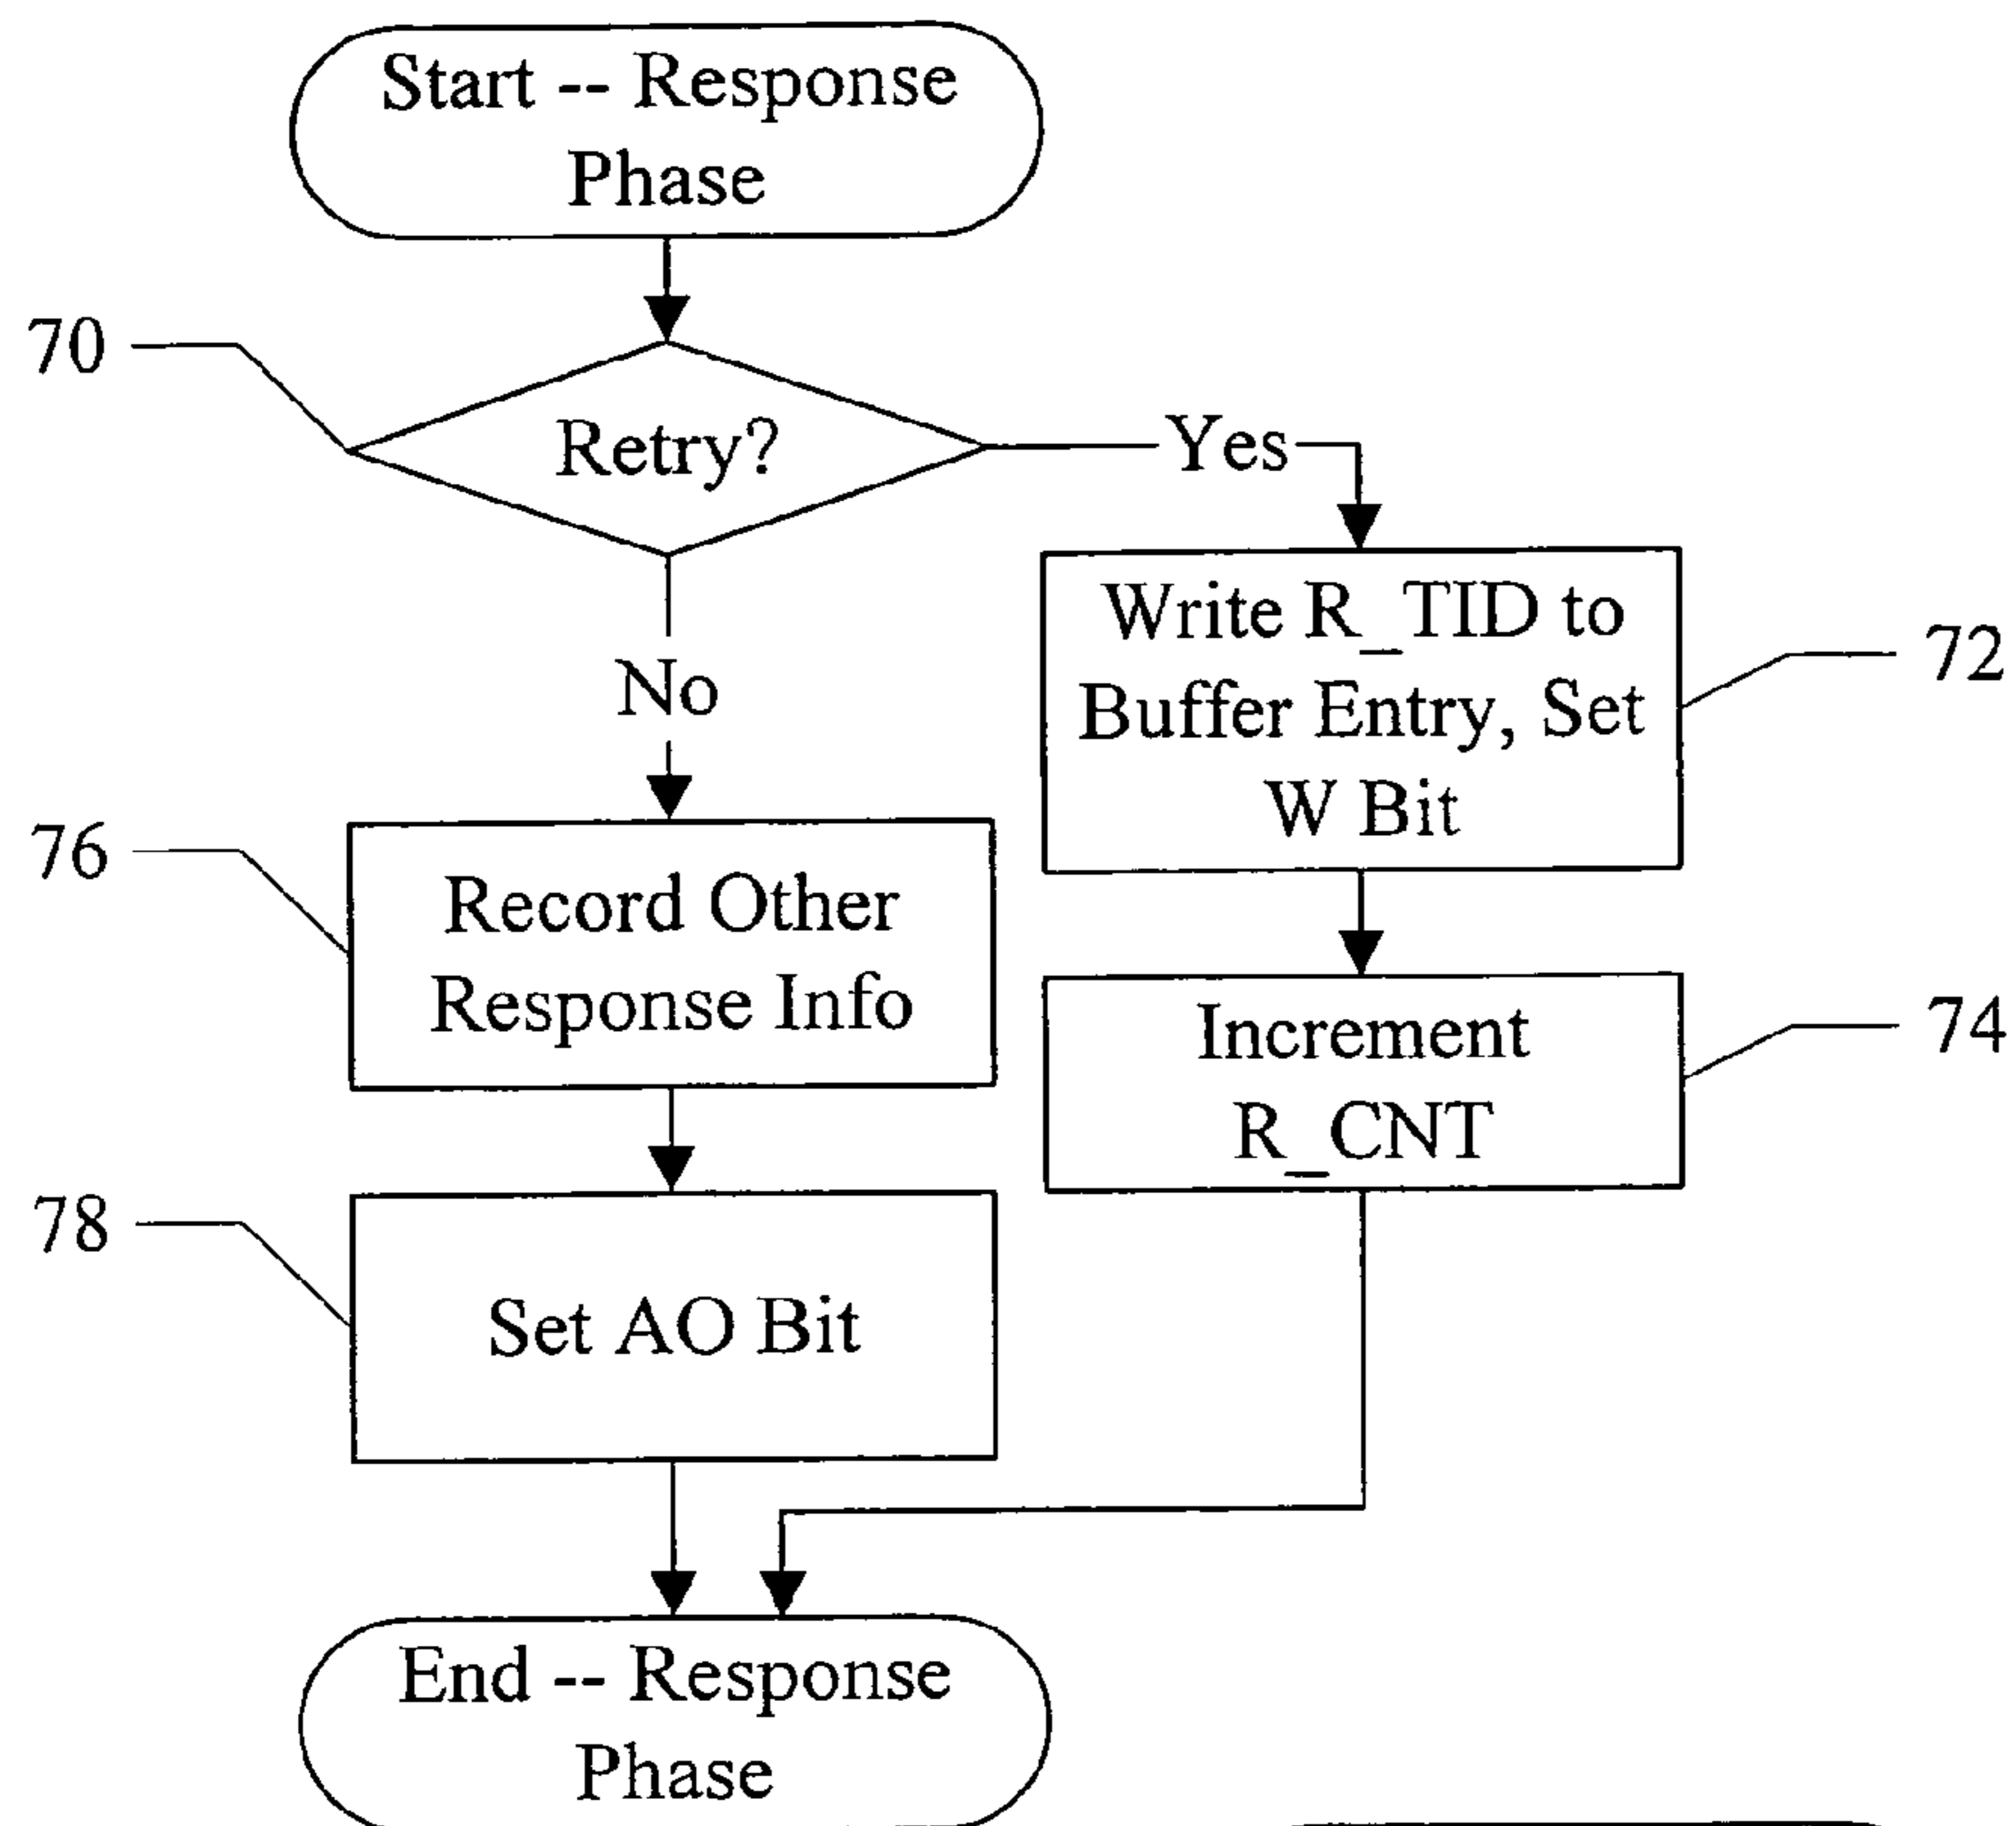 Start -- Response
Phase
70
Retry?
Yes
No
Write R_TID to
Buffer Entry, Set
W Bit
72
76
Record Other
Response Info
Increment
R_CNT
74
78
Set AO Bit
End -- Response
Phase